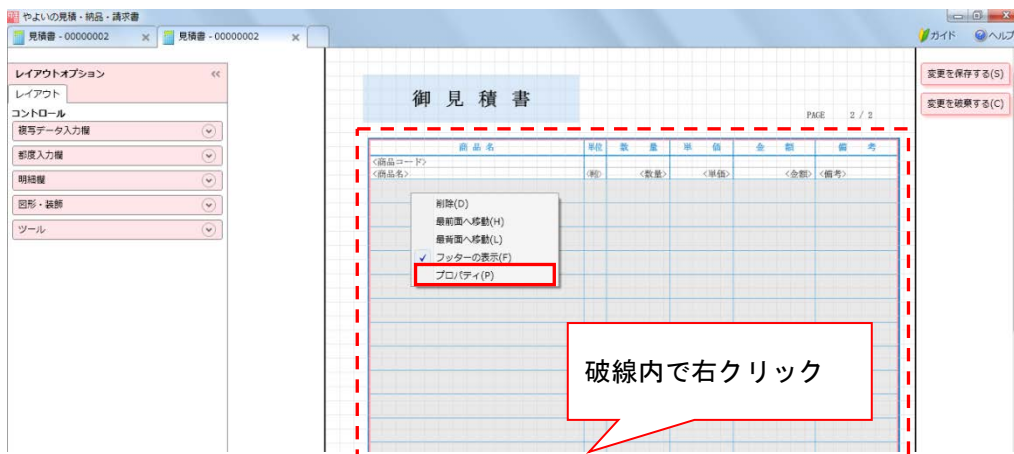 やよいの見積・納品・請求書
見積書 - 00000002
見積書 - 00000002
ガイド
ヘルプ
レイアウトオプション
レイアウト
コントロール
複写データ入力欄
都度入力欄
明細欄
図形・装飾
ツール
御見積書
PAGE 2 / 2
商品名 単位 数量 単価 金額 備考
<商品コード>
<商品名> <数量> <単価> <金額> <備考>
削除(D)
最前面へ移動(H)
最背面へ移動(L)
✓ フッターの表示(F)
プロパティ(P)
破線内で右クリック
変更を保存する(S)
変更を破棄する(C)